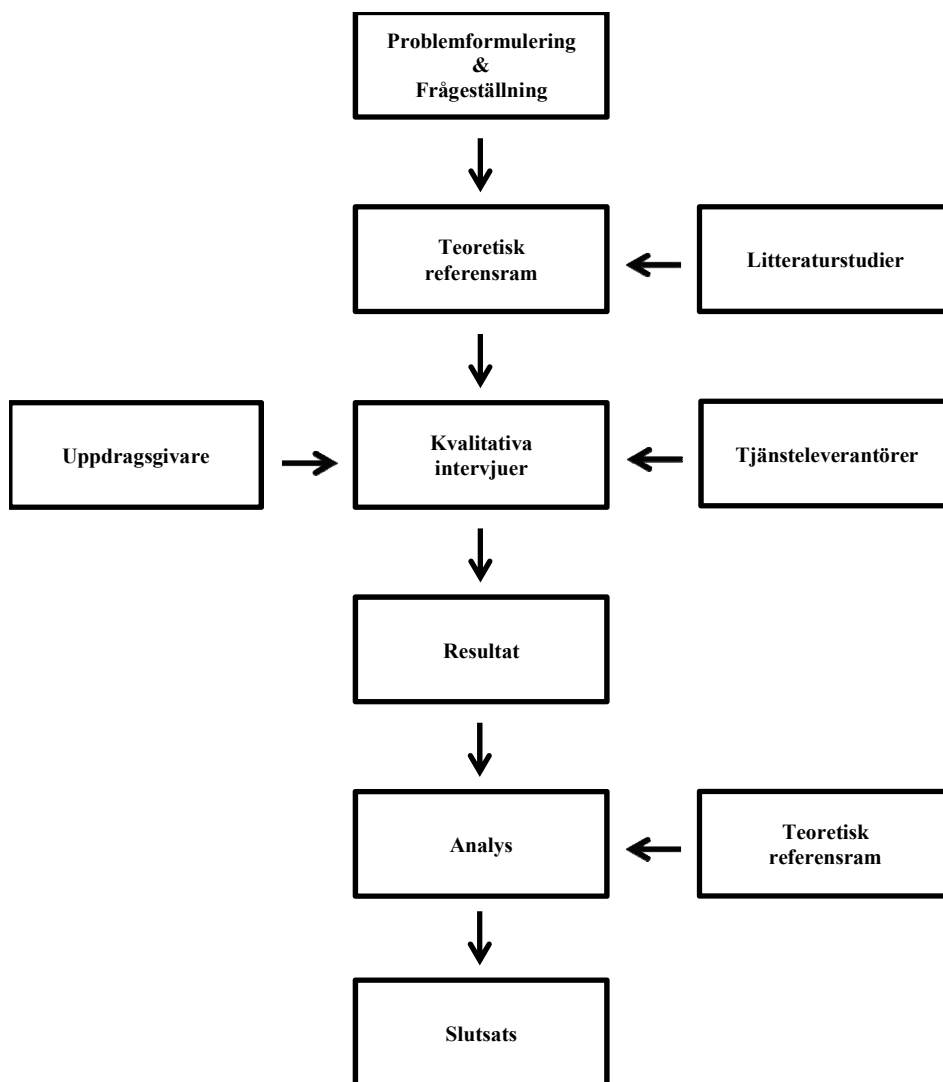 Problemformulering
&
Frågeställning
Teoretisk
referensram
Litteraturstudier
Uppdragsgivare
Kvalitativa
intervjuer
Tjänsteleverantörer
Resultat
Analys
Teoretisk
referensram
Slutsats